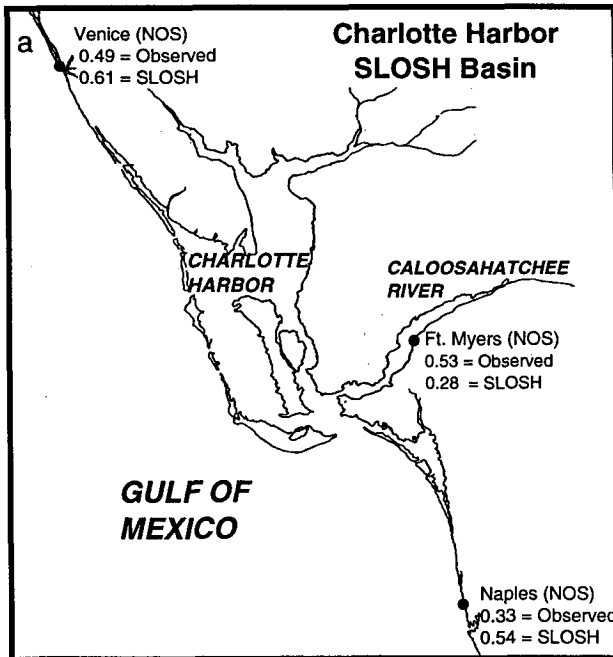 a
Venice (NOS)
0.49 = Observed
0.61 = SLOSH
Charlotte Harbor
SLOSH Basin
CHARLOTTE
HARBOR
CALOOSAHATCHEE
RIVER
Ft. Myers (NOS)
0.53 = Observed
0.28 = SLOSH
GULF OF
MEXICO
Naples (NOS)
0.33 = Observed
0.54 = SLOSH